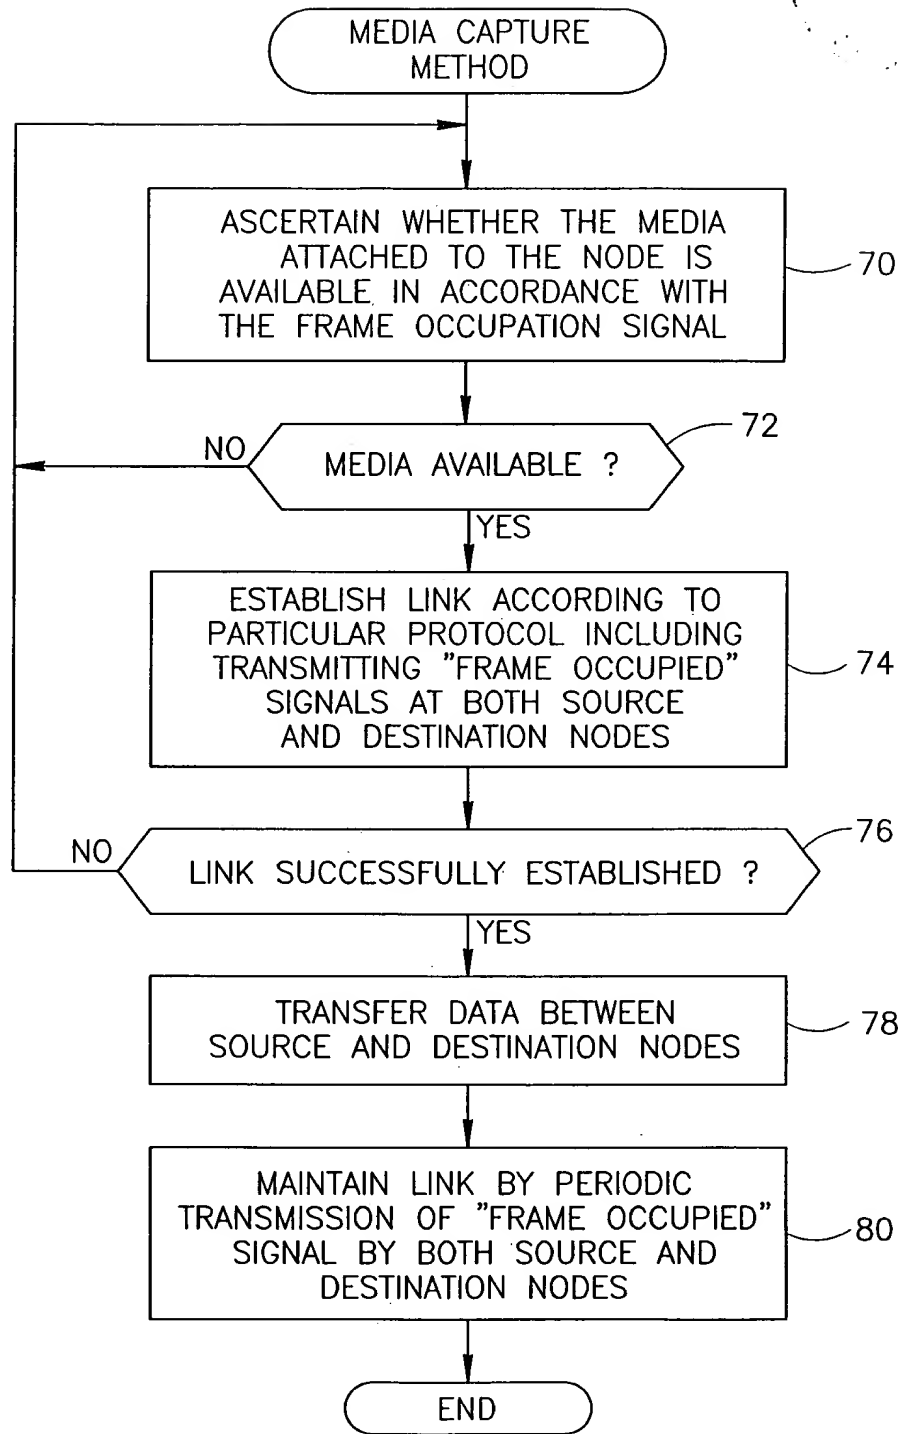 MEDIA CAPTURE
METHOD
ASCERTAIN WHETHER THE MEDIA
ATTACHED TO THE NODE IS
AVAILABLE IN ACCORDANCE WITH
THE FRAME OCCUPATION SIGNAL
70
72
NO
MEDIA AVAILABLE ?
YES
ESTABLISH LINK ACCORDING TO
PARTICULAR PROTOCOL INCLUDING
TRANSMITTING "FRAME OCCUPIED"
SIGNALS AT BOTH SOURCE
AND DESTINATION NODES
74
76
NO
LINK SUCCESSFULLY ESTABLISHED ?
YES
TRANSFER DATA BETWEEN
SOURCE AND DESTINATION NODES
78
MAINTAIN LINK BY PERIODIC
TRANSMISSION OF "FRAME OCCUPIED"
SIGNAL BY BOTH SOURCE AND
DESTINATION NODES
80
END